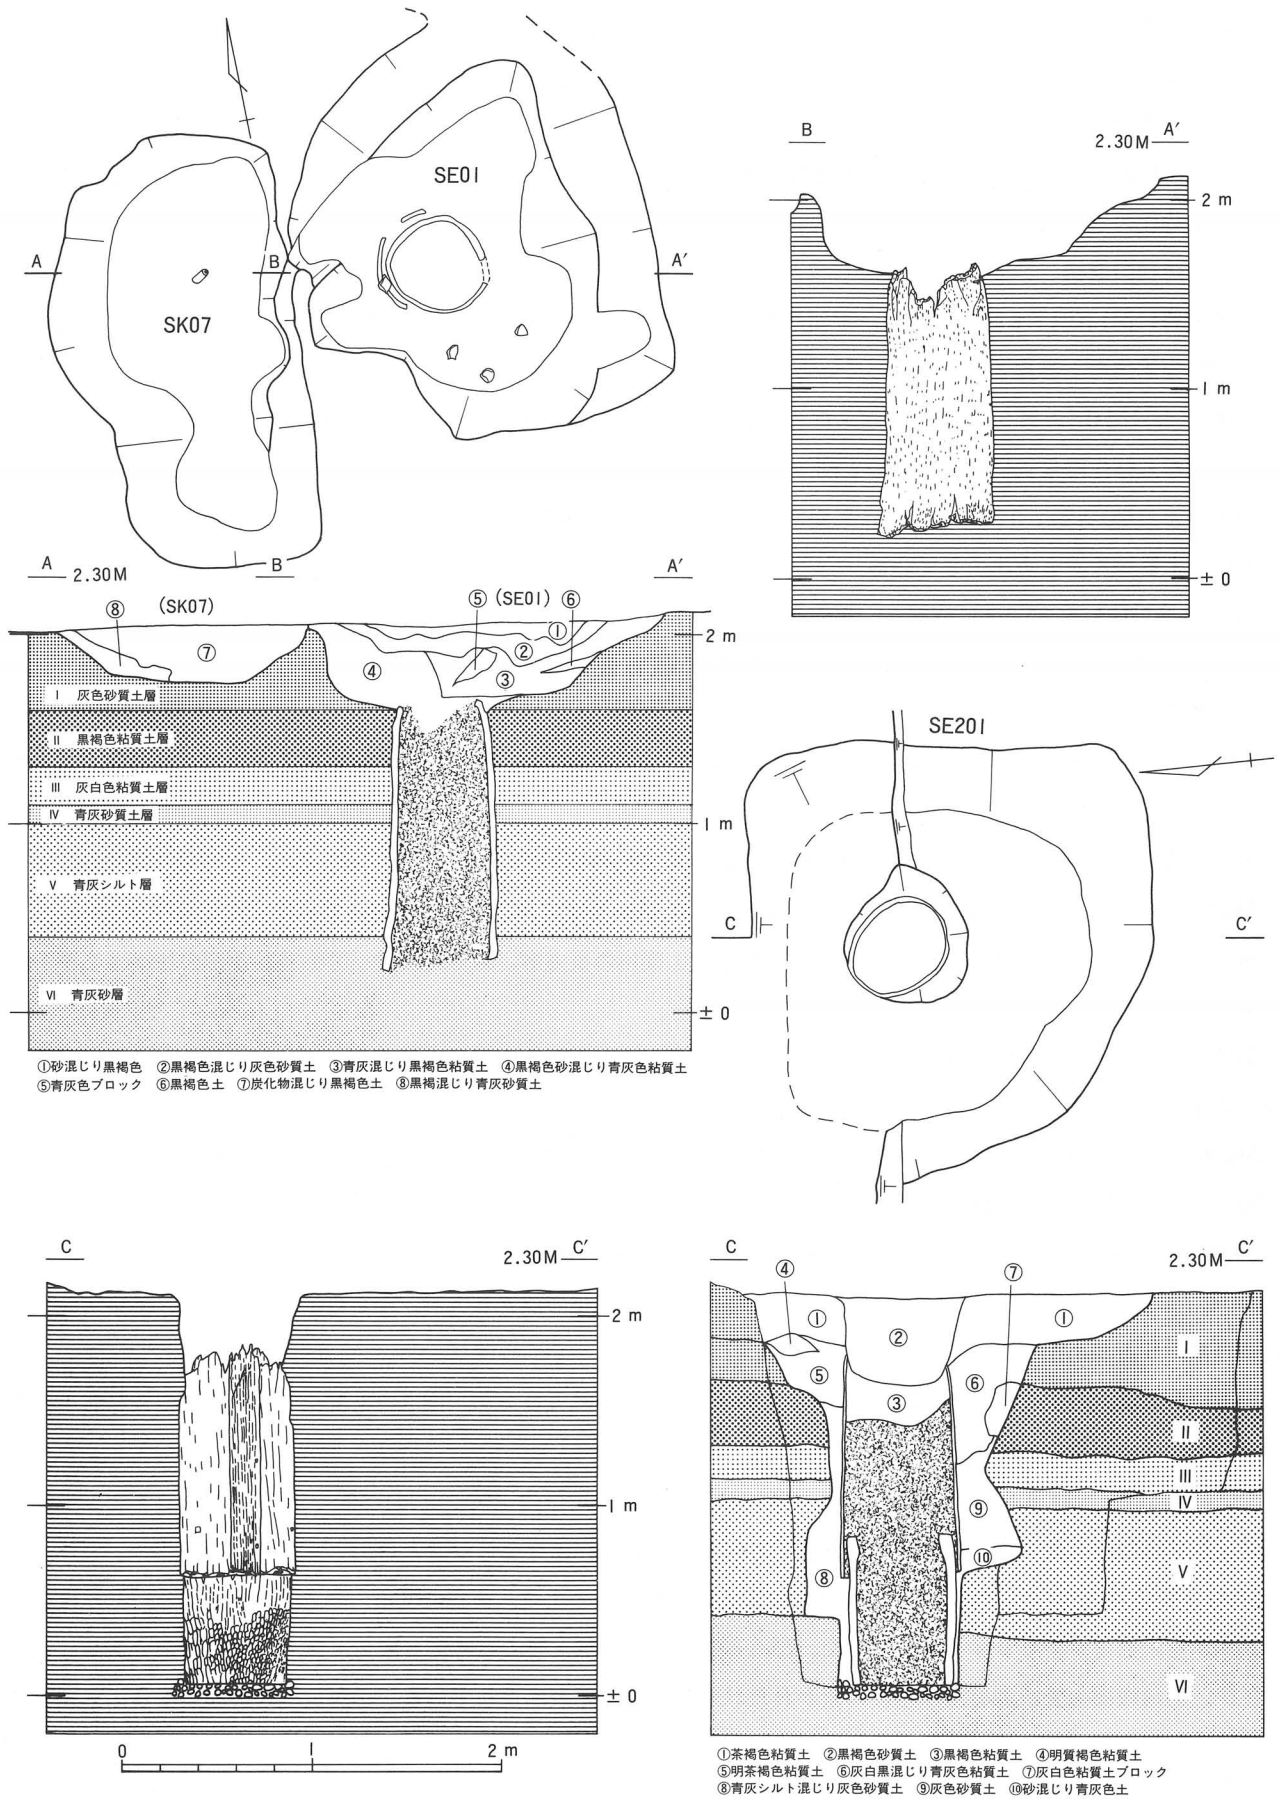 SE01
A
B
A′
SK07
B
A′
2.30M
2 m
1 m
±0
A
2.30M
B
A′
⑧
(SK07)
⑤
(SE01)
⑥
①
②
⑦
④
③
2 m
Ⅰ 灰色砂質土層
Ⅱ 黒褐色粘質土層
Ⅲ 灰白色粘質土層
Ⅳ 青灰砂質土層
1 m
Ⅴ 青灰シルト層
Ⅵ 青灰砂層
±0
①砂混じり黒褐色 ②黒褐色混じり灰色砂質土 ③青灰混じり黒褐色粘質土 ④黒褐色砂混じり青灰色粘質土
⑤青灰色ブロック ⑥黒褐色土 ⑦炭化物混じり黒褐色土 ⑧黒褐混じり青灰砂質土
SE201
C
C′
C
2.30M
C′
2 m
1 m
±0
0
1
2 m
C
2.30M
C′
④
⑦
①
②
①
Ⅰ
⑤
⑥
③
Ⅱ
Ⅲ
Ⅳ
⑨
⑩
Ⅴ
⑧
Ⅵ
①茶褐色粘質土 ②黒褐色砂質土 ③黒褐色粘質土 ④明質褐色粘質土
⑤明茶褐色粘質土 ⑥灰白黒混じり青灰色粘質土 ⑦灰白色粘質土ブロック
⑧青灰シルト混じり灰色砂質土 ⑨灰色砂質土 ⑩砂混じり青灰色土